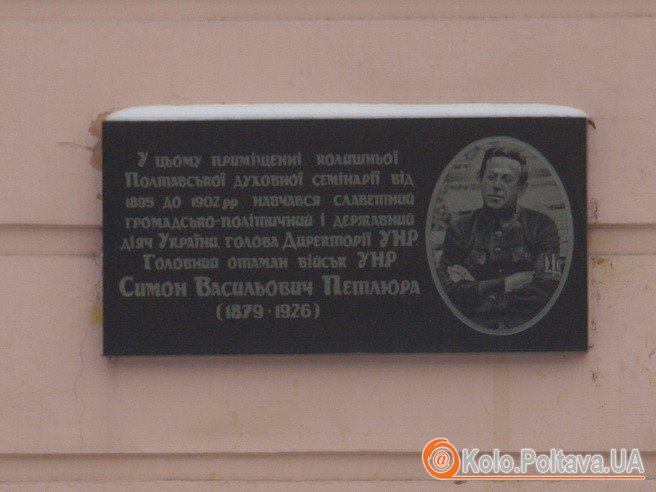 У цьому приміщенні колишньої
Полтавської духовної семінарії від
1895 до 1902 рр навчався славетний
громадсько-політичний і державний
діяч України, голова Директорії УНР
Головний отаман військ УНР
Симон Васильович Петлюра
(1879 - 1926)
@Kolo.Poltava.UA